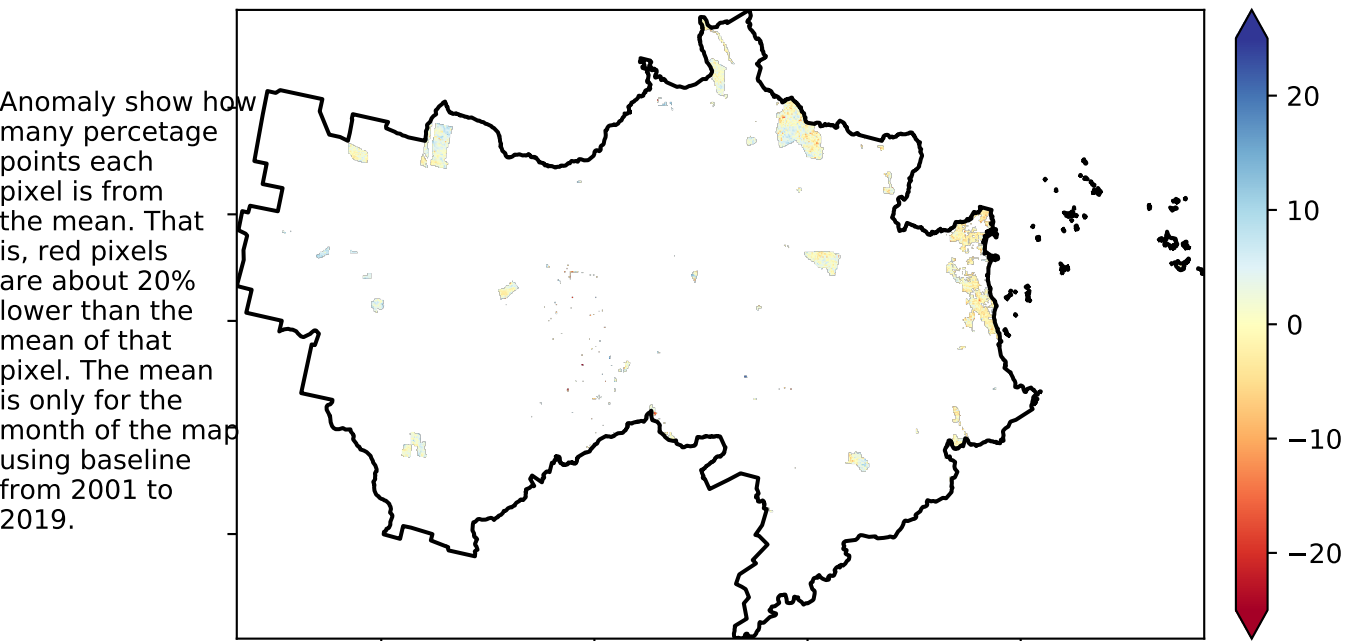 Anomaly show how
many percetage
points each
pixel is from
the mean. That
is, red pixels
are about 20%
lower than the
mean of that
pixel. The mean
is only for the
month of the map
using baseline
from 2001 to
2019.
20
10
0
−10
−20